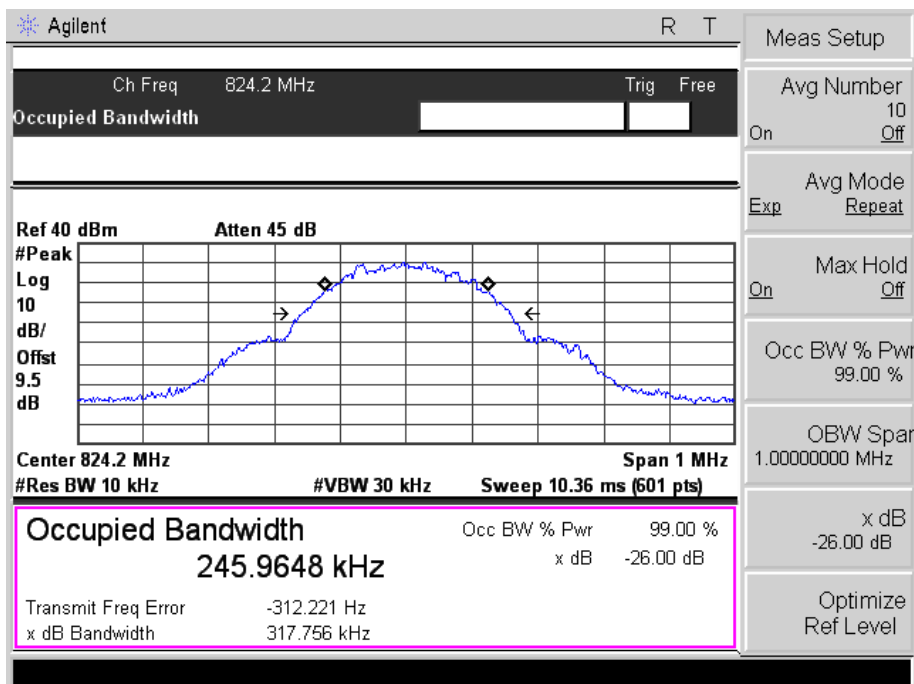 Agilent
R T
Ch Freq 824.2 MHz Trig Free
Occupied Bandwidth
Ref 40 dBm Atten 45 dB
#Peak
Log
10
dB/
Offst
9.5
dB
Center 824.2 MHz Span 1 MHz
#Res BW 10 kHz #VBW 30 kHz Sweep 10.36 ms (601 pts)
Occupied Bandwidth
245.9648 kHz
Occ BW % Pwr 99.00 %
x dB -26.00 dB
Transmit Freq Error -312.221 Hz
x dB Bandwidth 317.756 kHz
Meas Setup
Avg Number
10
On Off
Avg Mode
Exp Repeat
Max Hold
On Off
Occ BW % Pwr
99.00 %
OBW Span
1.00000000 MHz
x dB
-26.00 dB
Optimize
Ref Level